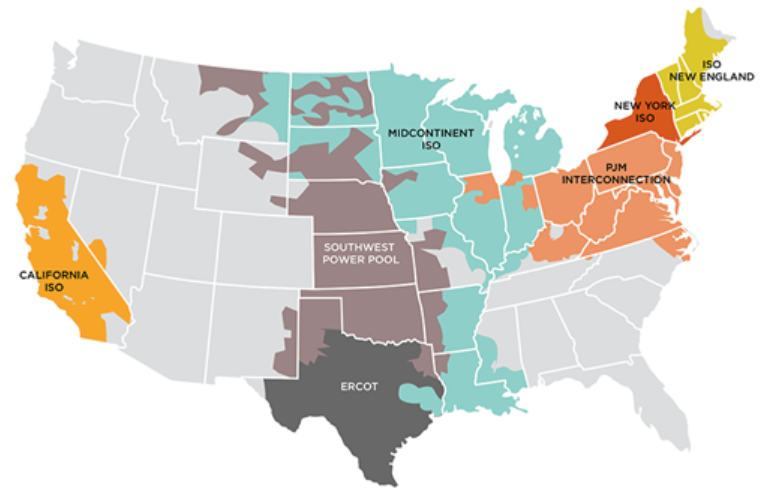 ISO
NEW ENGLAND
NEW YORK
ISO
MIDCONTINENT
ISO
PJM
INTERCONNECTION
SOUTHWEST
POWER POOL
CALIFORNIA
ISO
ERCOT